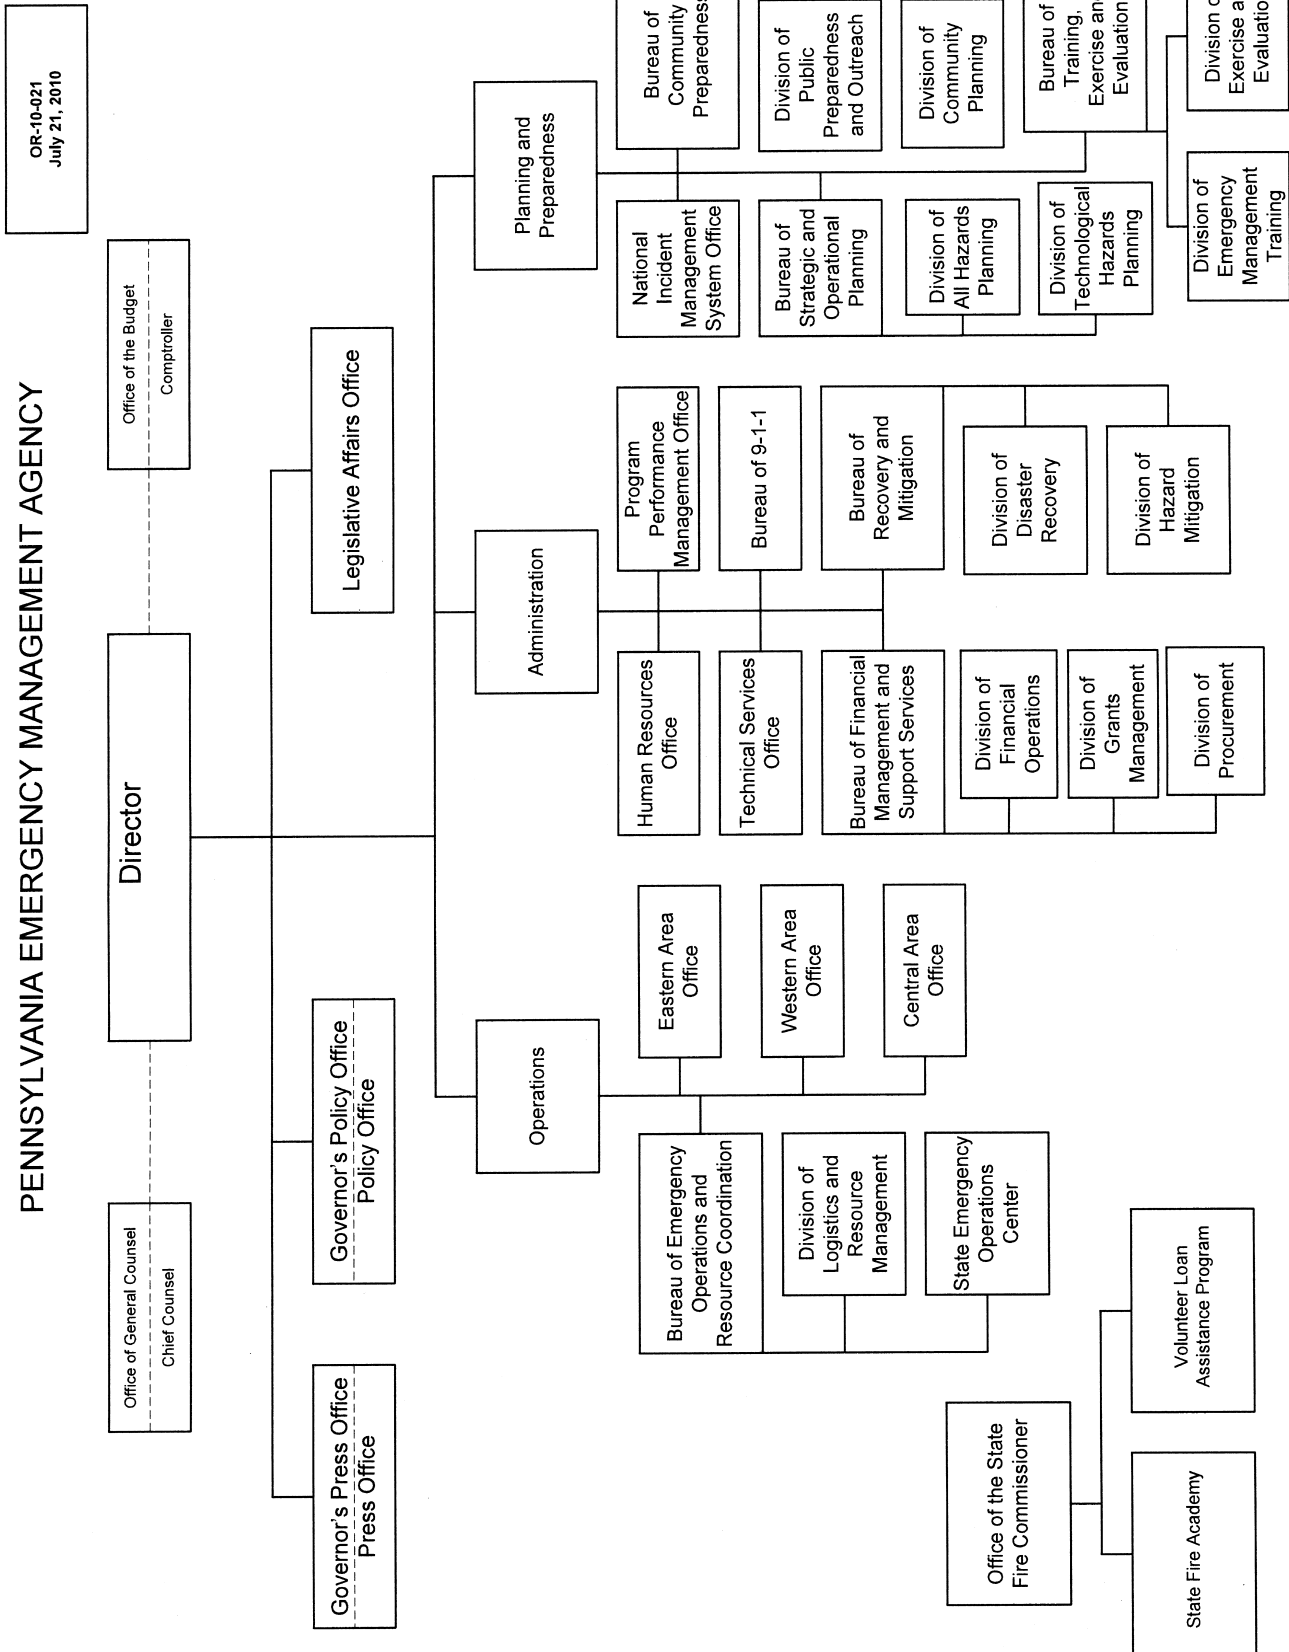 PENNSYLVANIA EMERGENCY MANAGEMENT AGENCY
OR-10-021
July 21, 2010
Office of General Counsel
Chief Counsel
Director
Office of the Budget
Comptroller
Governor's Press Office
Press Office
Governor's Policy Office
Policy Office
Legislative Affairs Office
Operations
Administration
Planning and
Preparedness
Bureau of Emergency
Operations and
Resource Coordination
Division of
Logistics and
Resource
Management
State Emergency
Operations
Center
Eastern Area
Office
Western Area
Office
Central Area
Office
Human Resources
Office
Technical Services
Office
Bureau of Financial
Management and
Support Services
Division of
Financial
Operations
Division of
Grants
Management
Division of
Procurement
Program
Performance
Management Office
Bureau of 9-1-1
Bureau of
Recovery and
Mitigation
Division of
Disaster
Recovery
Division of
Hazard
Mitigation
National
Incident
Management
System Office
Bureau of
Strategic and
Operational
Planning
Division of
All Hazards
Planning
Division of
Technological
Hazards
Planning
Division of
Emergency
Management
Training
Bureau of
Community
Preparedness
Division of
Public
Preparedness
and Outreach
Division of
Community
Planning
Bureau of
Training,
Exercise and
Evaluation
Division o
Exercise a
Evaluatio
Office of the State
Fire Commissioner
State Fire Academy
Volunteer Loan
Assistance Program